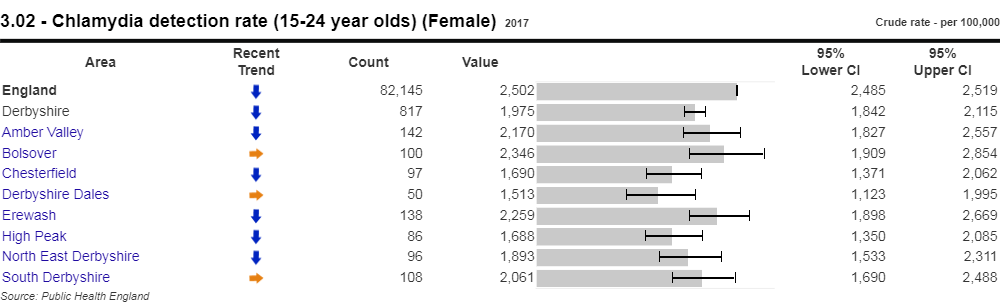 3.02 - Chlamydia detection rate (15-24 year olds) (Female) 2017 Crude rate - per 100,000
Area Recent Trend Count Value 95% Lower CI 95% Upper CI
England 82,145 2,502 2,485 2,519
Derbyshire 817 1,975 1,842 2,115
Amber Valley 142 2,170 1,827 2,557
Bolsover 100 2,346 1,909 2,854
Chesterfield 97 1,690 1,371 2,062
Derbyshire Dales 50 1,513 1,123 1,995
Erewash 138 2,259 1,898 2,669
High Peak 86 1,688 1,350 2,085
North East Derbyshire 96 1,893 1,533 2,311
South Derbyshire 108 2,061 1,690 2,488
Source: Public Health England